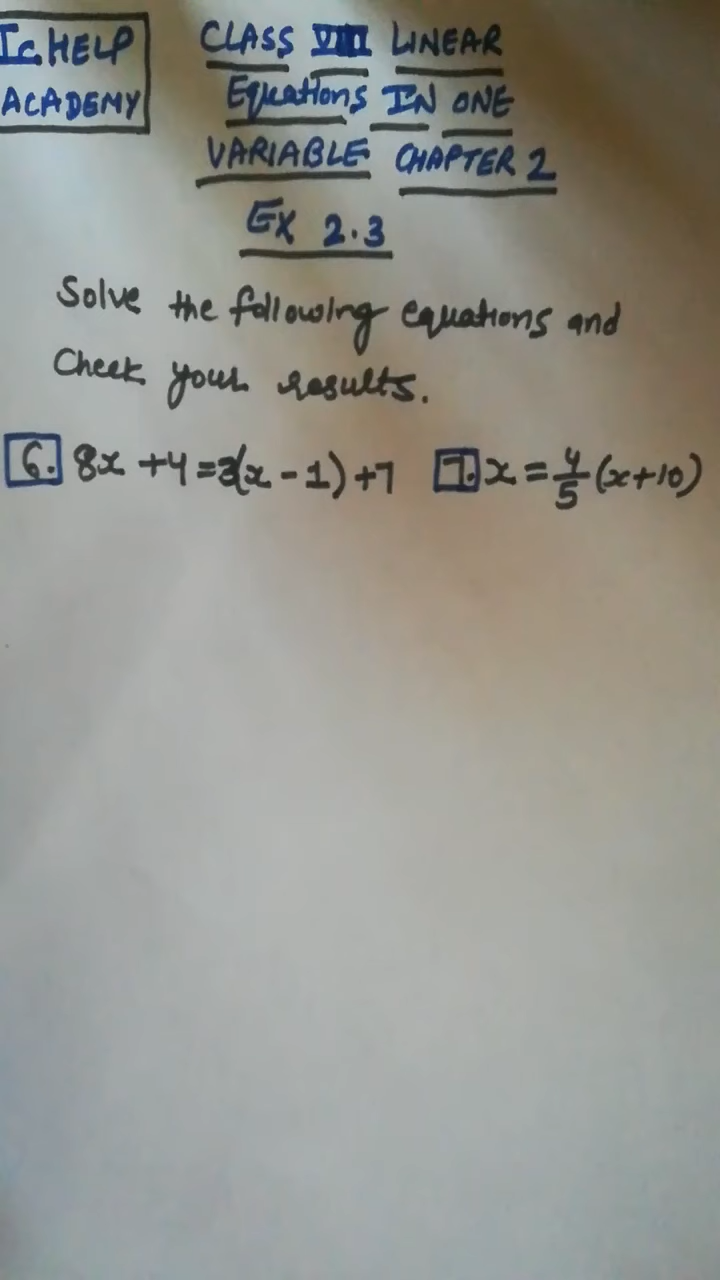 Ic HELP
ACADEMY
CLASS VIII LINEAR
Equations IN ONE
VARIABLE CHAPTER 2
Ex 2.3
Solve the following equations and
Check your results.
6. 8x + 4 = 3(x - 1) + 7 7. x = 4/5 (x + 10)